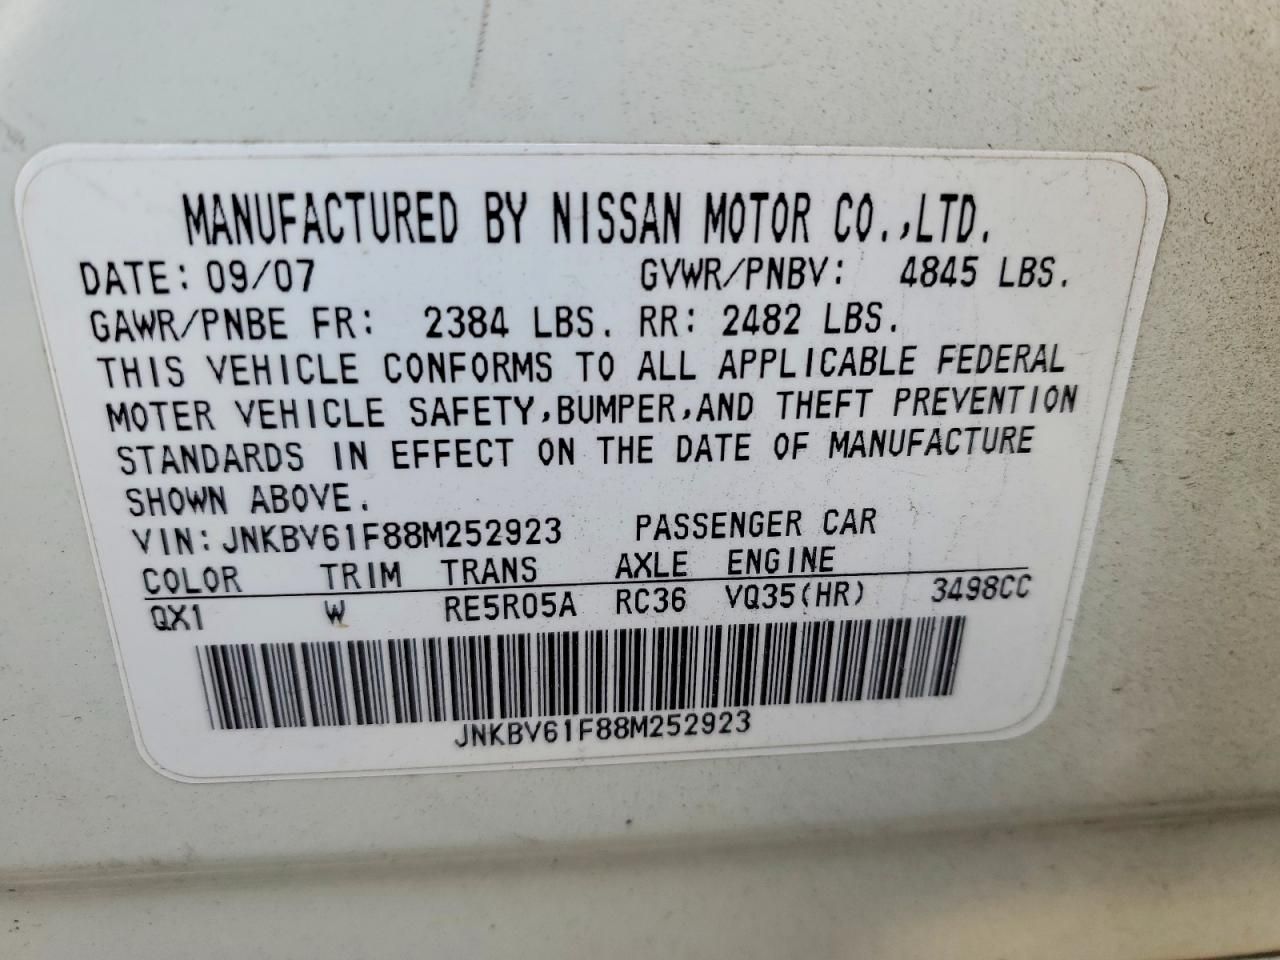 MANUFACTURED BY NISSAN MOTOR CO.,LTD.
DATE: 09/07 GVWR/PNBV: 4845 LBS.
GAWR/PNBE FR: 2384 LBS. RR: 2482 LBS.
THIS VEHICLE CONFORMS TO ALL APPLICABLE FEDERAL
MOTER VEHICLE SAFETY,BUMPER,AND THEFT PREVENTION
STANDARDS IN EFFECT ON THE DATE OF MANUFACTURE
SHOWN ABOVE.
VIN: JNKBV61F88M252923 PASSENGER CAR
COLOR TRIM TRANS AXLE ENGINE
QX1 W RE5R05A RC36 VQ35(HR) 3498CC
JNKBV61F88M252923